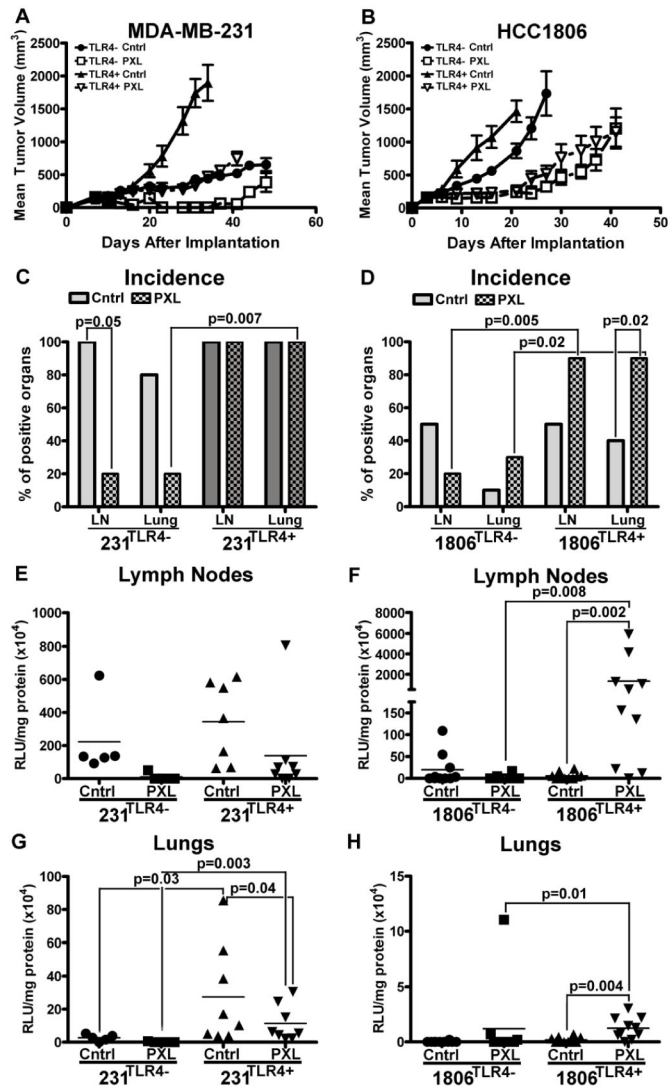 A MDA-MB-231
Mean Tumor Volume (mm³)
2500
2000
1500
1000
500
0
TLR4- Cntrl
TLR4- PXL
TLR4+ Cntrl
TLR4+ PXL
0 20 40 60
Days After Implantation
B HCC1806
Mean Tumor Volume (mm³)
2500
2000
1500
1000
500
0
TLR4- Cntrl
TLR4- PXL
TLR4+ Cntrl
TLR4+ PXL
0 10 20 30 40 50
Days After Implantation
C Incidence
Cntrl PXL
p=0.05 p=0.007
% of positive organs
100
80
60
40
20
0
LN Lung LN Lung
231TLR4- 231TLR4+
D Incidence
Cntrl PXL
p=0.005 p=0.02
p=0.02
% of positive organs
100
80
60
40
20
0
LN Lung LN Lung
1806TLR4- 1806TLR4+
E Lymph Nodes
RLU/mg protein (x10⁴)
1000
800
600
400
200
0
Cntrl PXL Cntrl PXL
231TLR4- 231TLR4+
F Lymph Nodes
p=0.008
p=0.002
RLU/mg protein (x10⁴)
8000
6000
4000
2000
150
100
50
0
Cntrl PXL Cntrl PXL
1806TLR4- 1806TLR4+
G Lungs
p=0.003
p=0.03 p=0.04
RLU/mg protein (x10⁴)
100
80
60
40
20
0
Cntrl PXL Cntrl PXL
231TLR4- 231TLR4+
H Lungs
p=0.01
p=0.004
RLU/mg protein (x10⁴)
15
10
5
0
Cntrl PXL Cntrl PXL
1806TLR4- 1806TLR4+